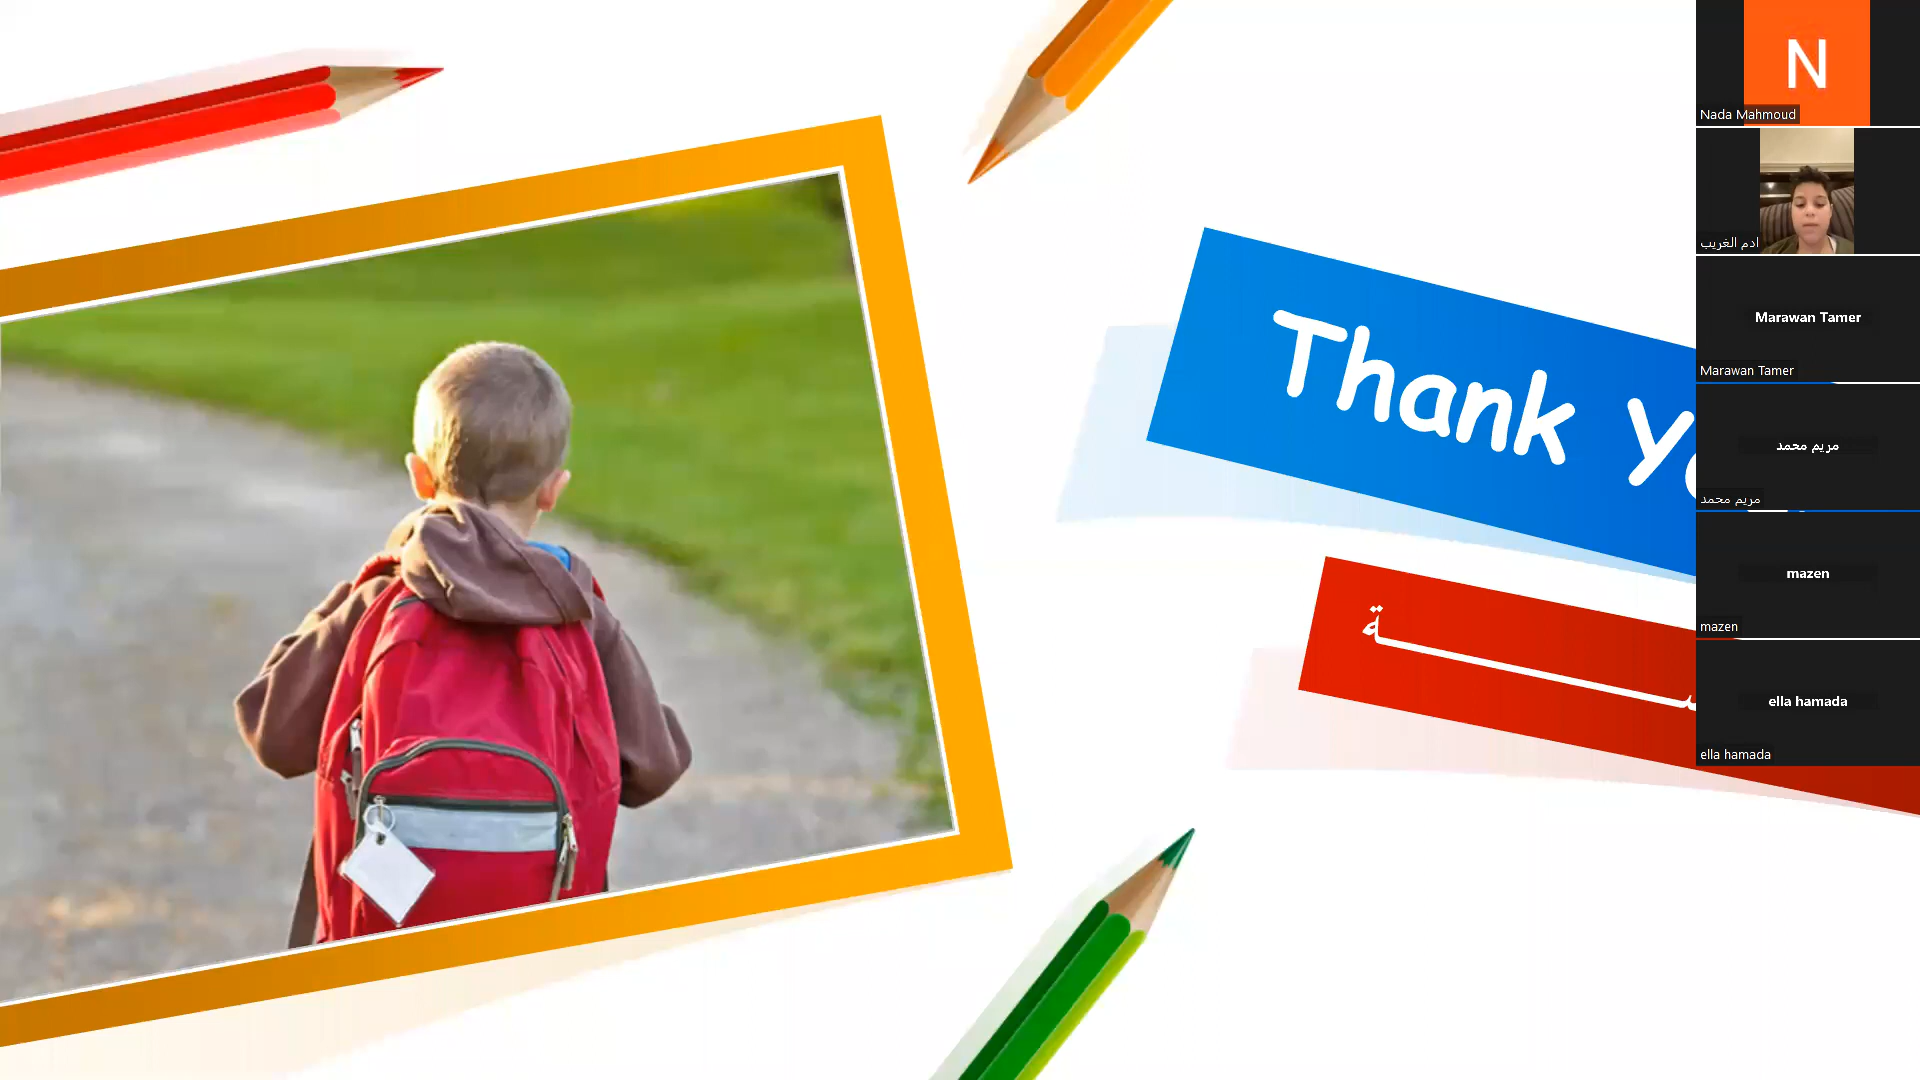 Thank
N
Nada Mahmoud
ادم الغريب
Marawan Tamer
Marawan Tamer
مريم محمد
مريم محمد
mazen
mazen
ella hamada
ella hamada